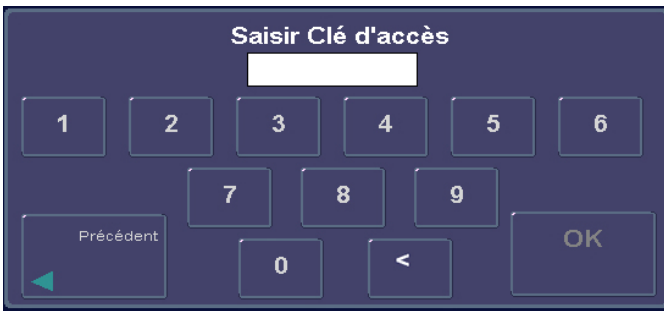 Saisir Clé d'accès
1 2 3 4 5 6
7 8 9
Précédent
OK
0 <